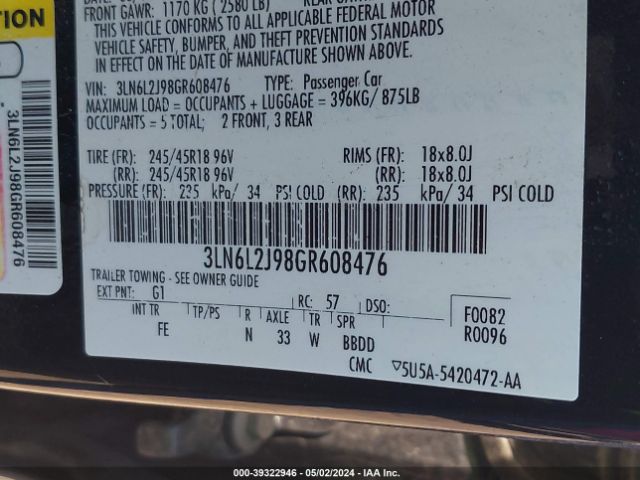 FRONT GAWR: 1170 KG ( 2580 LB)
THIS VEHICLE CONFORMS TO ALL APPLICABLE FEDERAL MOTOR
VEHICLE SAFETY, BUMPER, AND THEFT PREVENTION STANDARDS
IN EFFECT ON THE DATE OF MANUFACTURE SHOWN ABOVE.
VIN: 3LN6L2J98GR608476 TYPE: Passenger Car
MAXIMUM LOAD = OCCUPANTS + LUGGAGE = 396KG/ 875LB
OCCUPANTS = 5 TOTAL; 2 FRONT, 3 REAR
TIRE (FR): 245/45R18 96V RIMS (FR): 18x8.0J
(RR): 245/45R18 96V (RR): 18x8.0J
PRESSURE (FR): 235 kPa/ 34 PSI COLD (RR): 235 kPa/ 34 PSI COLD
3LN6L2J98GR608476
TRAILER TOWING - SEE OWNER GUIDE
EXT PNT: G1 RC: 57 DSO: F0082
INT TR TP/PS R AXLE TR SPR R0096
FE N 33 W BBDD
CMC ▽5U5A-5420472-AA
3LN6L2J98GR608476
000-39322946 - 05/02/2024 - IAA Inc.